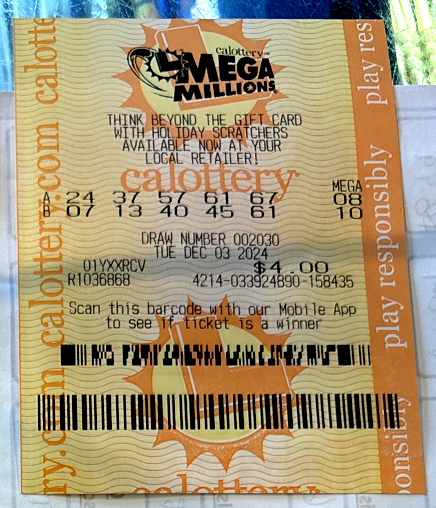 calottery
MEGA
MILLIONS
THINK BEYOND THE GIFT CARD
WITH HOLIDAY SCRATCHERS
AVAILABLE NOW AT YOUR
LOCAL RETAILER!
calottery
MEGA
A 24 37 57 61 67 08
B 07 13 40 45 61 10
DRAW NUMBER 002030
TUE DEC 03 2024
01YXXRCV $4.00
R1036868 4214-033924890-158435
Scan this barcode with our Mobile App
to see if ticket is a winner
calottery
ry.com calottery.com calotte
play responsibly
play res
onsibly